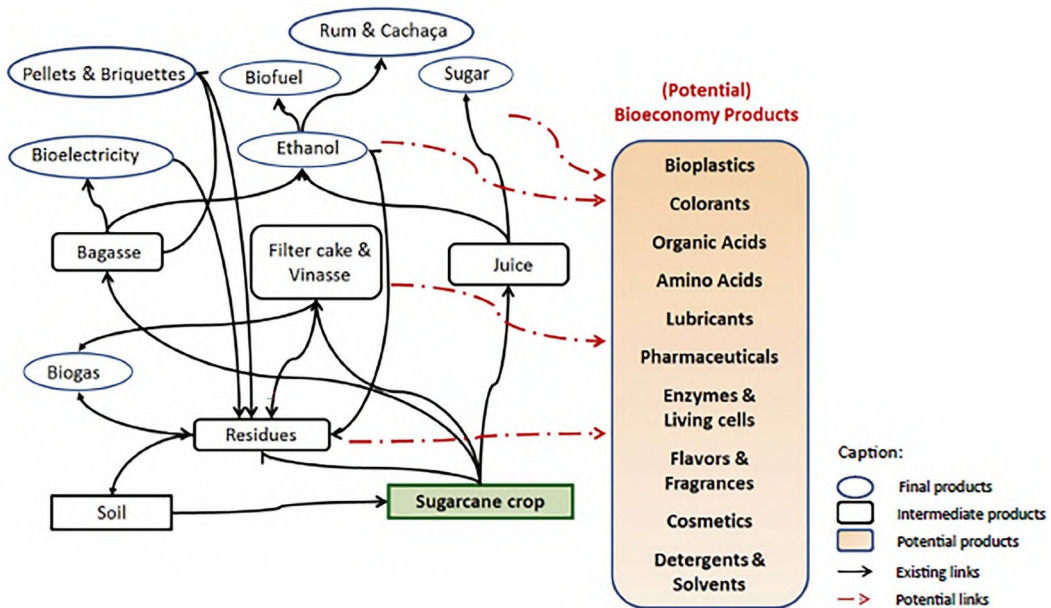 Rum & Cachaça
Pellets & Briquettes
Biofuel
Sugar
Bioelectricity
Ethanol
Bagasse
Filter cake &
Vinasse
Juice
Biogas
Residues
Soil
Sugarcane crop
(Potential)
Bioeconomy Products
Bioplastics
Colorants
Organic Acids
Amino Acids
Lubricants
Pharmaceuticals
Enzymes &
Living cells
Flavors &
Fragrances
Cosmetics
Detergents &
Solvents
Caption:
Final products
Intermediate products
Potential products
Existing links
Potential links